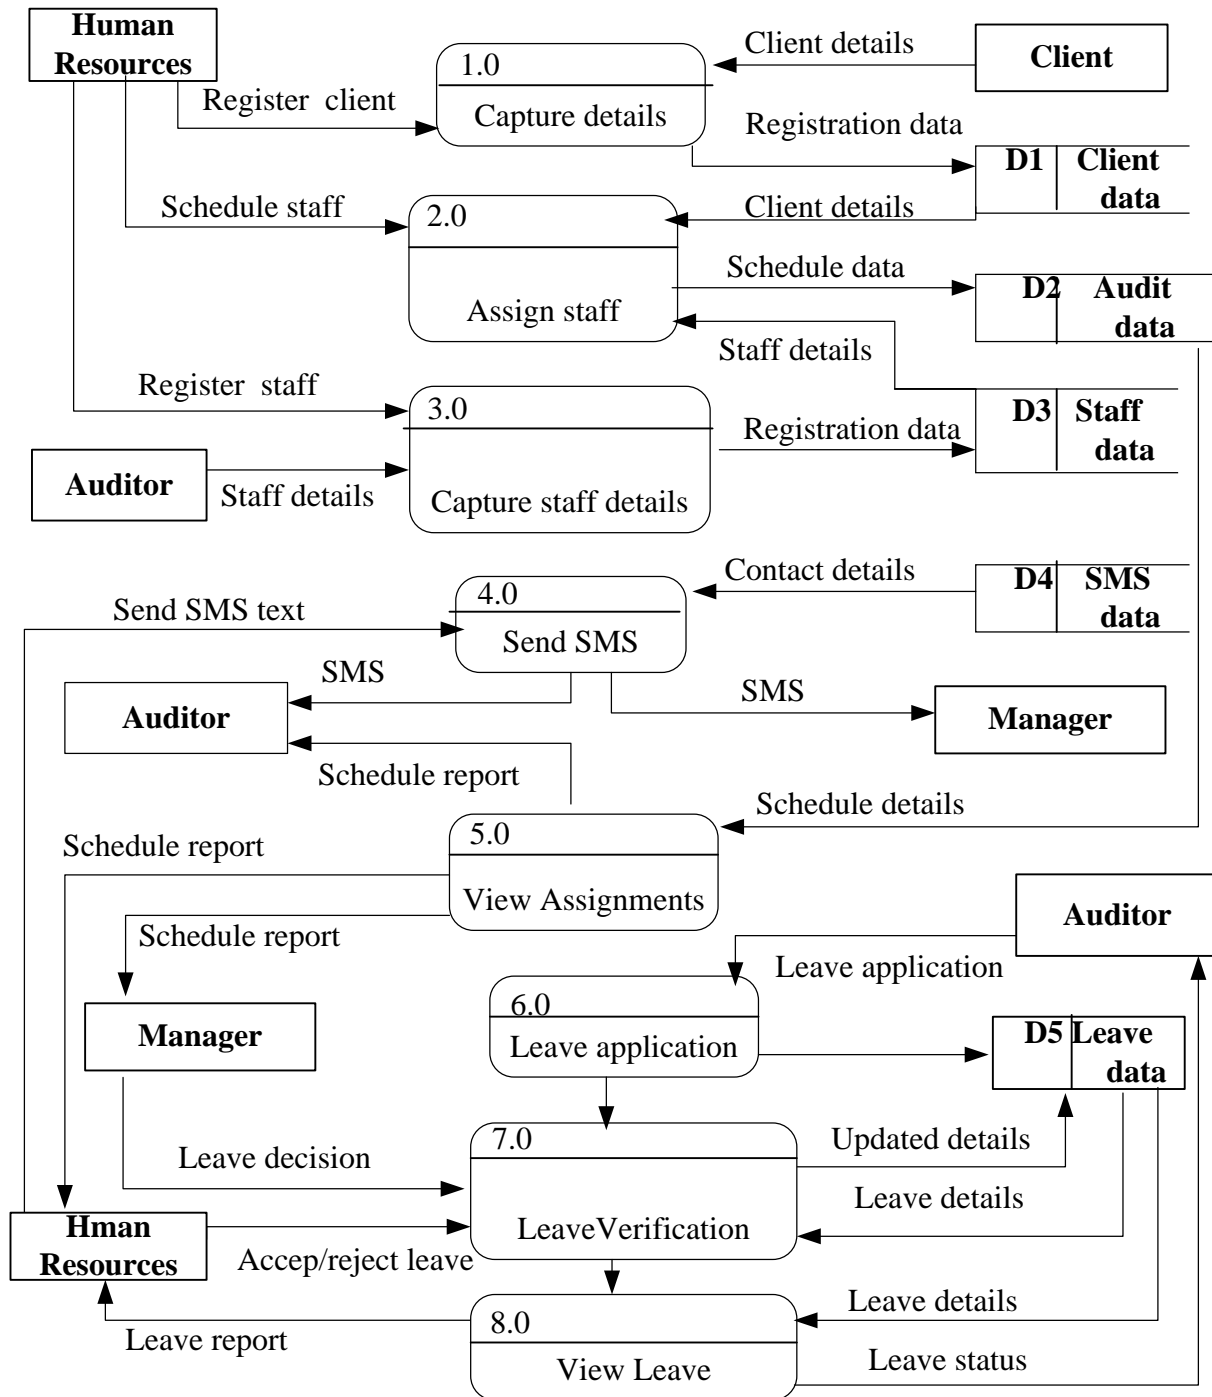 Human
Resources
Client details
Client
1.0
Capture details
Register client
Registration data
D1 Client
data
Schedule staff
2.0
Client details
Assign staff
Schedule data
D2 Audit
data
Staff details
Register staff
3.0
Capture staff details
Registration data
D3 Staff
data
Auditor
Staff details
Contact details
D4 SMS
data
Send SMS text
4.0
Send SMS
SMS
SMS
Auditor
Manager
Schedule report
Schedule details
5.0
View Assignments
Schedule report
Schedule report
Auditor
Leave application
6.0
Leave application
Manager
D5 Leave
data
7.0
LeaveVerification
Updated details
Leave decision
Leave details
Hman
Resources
Accep/reject leave
Leave details
8.0
View Leave
Leave report
Leave status